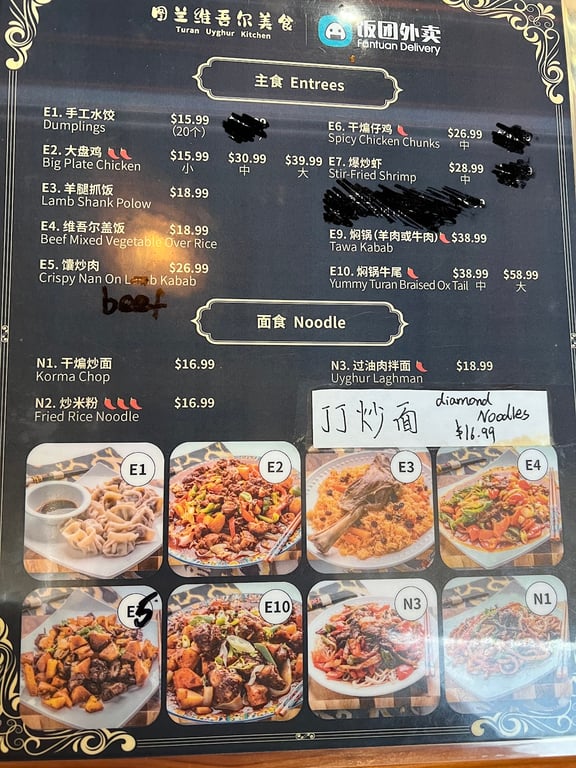 图兰维吾尔美食
Turan Uyghur Kitchen
饭团外卖
Fantuan Delivery
主食 Entrees
E1. 手工水饺 $15.99
Dumplings (20个)
E2. 大盘鸡 $15.99 $30.99 $39.99
Big Plate Chicken 小 中 大
E3. 羊腿抓饭 $18.99
Lamb Shank Polow
E4. 维吾尔盖饭 $18.99
Beef Mixed Vegetable Over Rice
E5. 馕炒肉 $26.99
Crispy Nan On Lamb Kabab
beef
E6. 干煸仔鸡 $26.99
Spicy Chicken Chunks 中
E7. 爆炒虾 $28.99
Stir-Fried Shrimp 中
E9. 焖锅 (羊肉或牛肉) $38.99
Tawa Kabab
E10. 焖锅牛尾 $38.99 $58.99
Yummy Turan Braised Ox Tail 中 大
面食 Noodle
N1. 干煸炒面 $16.99
Korma Chop
N2. 炒米粉 $16.99
Fried Rice Noodle
N3. 过油肉拌面 $18.99
Uyghur Laghman
丁丁炒面 diamond
Noodles
$16.99
E1 E2 E3 E4
E5 E10 N3 N1